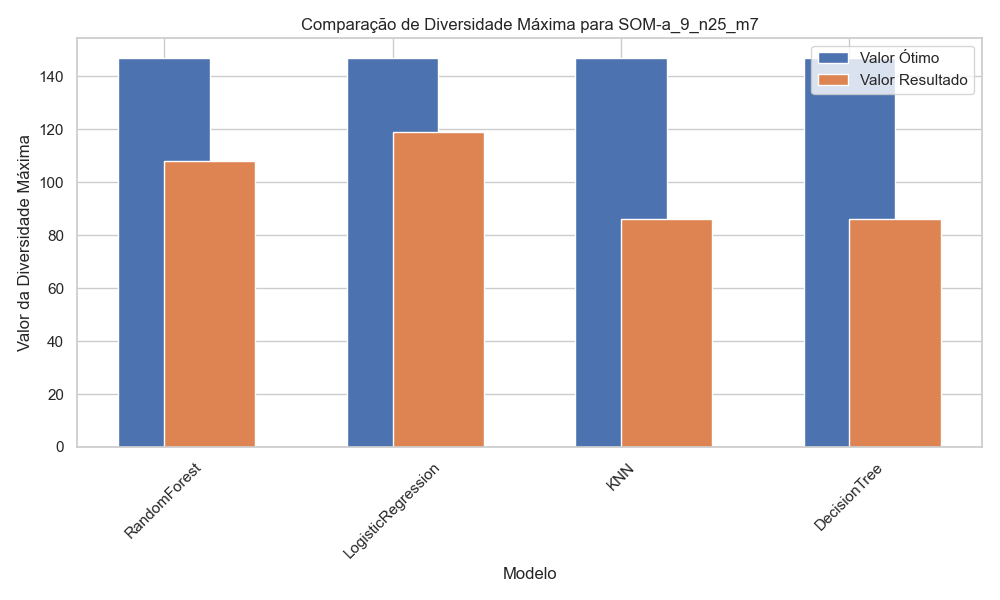 Comparação de Diversidade Máxima para SOM-a_9_n25_m7
Valor Ótimo
Valor Resultado
Valor da Diversidade Máxima
140
120
100
80
60
40
20
0
RandomForest
LogisticRegression
KNN
DecisionTree
Modelo